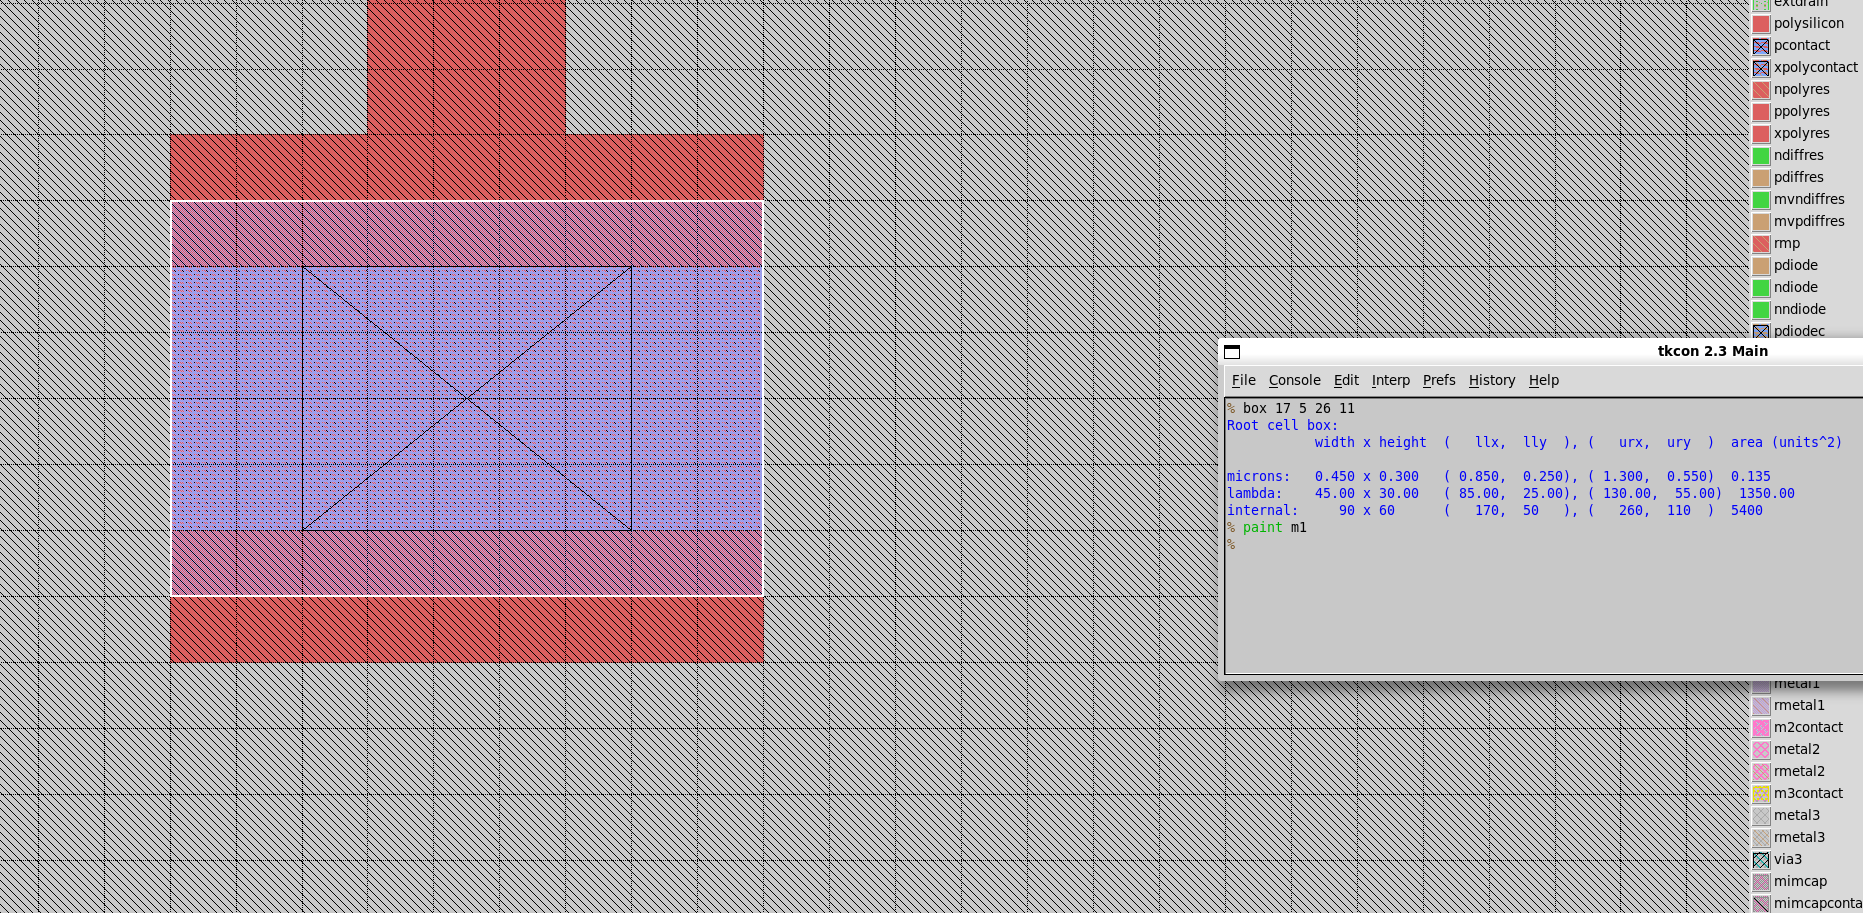 extdrain
polysilicon
pcontact
xpolycontact
npolyres
ppolyres
xpolyres
ndiffres
pdiffres
mvndiffres
mvpdiffres
rmp
pdiode
ndiode
nndiode
pdiodec
tkcon 2.3 Main
File Console Edit Interp Prefs History Help
% box 17 5 26 11
Root cell box:
width x height ( llx, lly ), ( urx, ury ) area (units^2)
microns: 0.450 x 0.300 ( 0.850, 0.250), ( 1.300, 0.550) 0.135
lambda: 45.00 x 30.00 ( 85.00, 25.00), ( 130.00, 55.00) 1350.00
internal: 90 x 60 ( 170, 50 ), ( 260, 110 ) 5400
% paint m1
%
metal1
rmetal1
m2contact
metal2
rmetal2
m3contact
metal3
rmetal3
via3
mimcap
mimcapconta